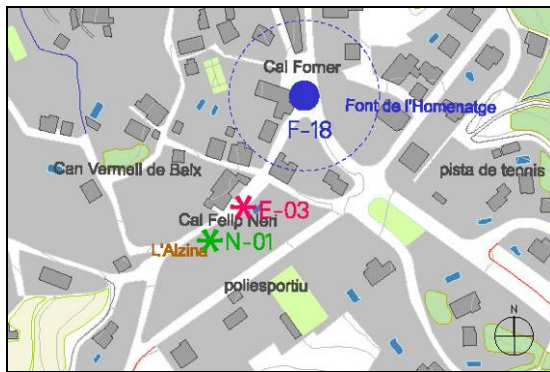 Cal Forner
Font de l'Homenatge
F-18
Can Vermell de Baix
pista de tennis
E-03
Cal Felip Neri
N-01
L'Alzina
poliesportiu
N